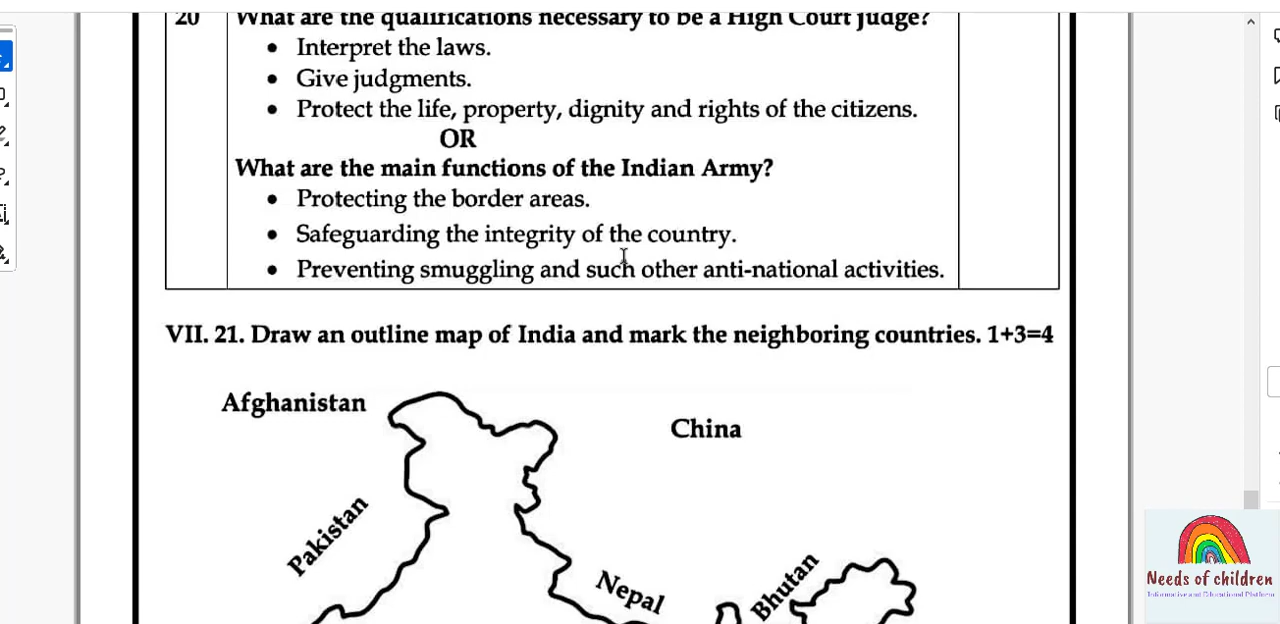 20 What are the qualifications necessary to be a High Court judge?
• Interpret the laws.
• Give judgments.
• Protect the life, property, dignity and rights of the citizens.
OR
What are the main functions of the Indian Army?
• Protecting the border areas.
• Safeguarding the integrity of the country.
• Preventing smuggling and such other anti-national activities.
VII. 21. Draw an outline map of India and mark the neighboring countries. 1+3=4
Afghanistan
China
Pakistan
Nepal
Bhutan
Needs of children
Informative and Educational Platform